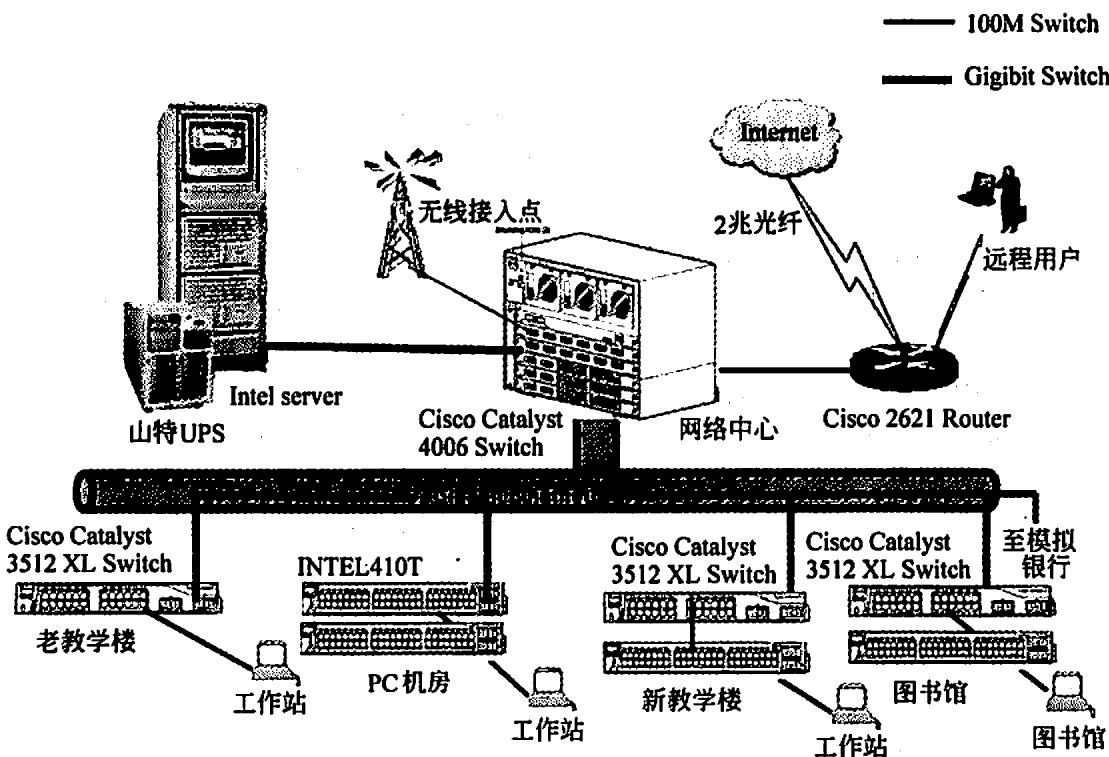 100M Switch
Gigibit Switch
Internet
无线接入点
2兆光纤
远程用户
Intel server
山特UPS
Cisco Catalyst
4006 Switch
网络中心
Cisco 2621 Router
Cisco Catalyst
3512 XL Switch
INTEL410T
Cisco Catalyst
3512 XL Switch
Cisco Catalyst
3512 XL Switch
至模拟
银行
老教学楼
工作站
PC机房
工作站
新教学楼
工作站
图书馆
图书馆